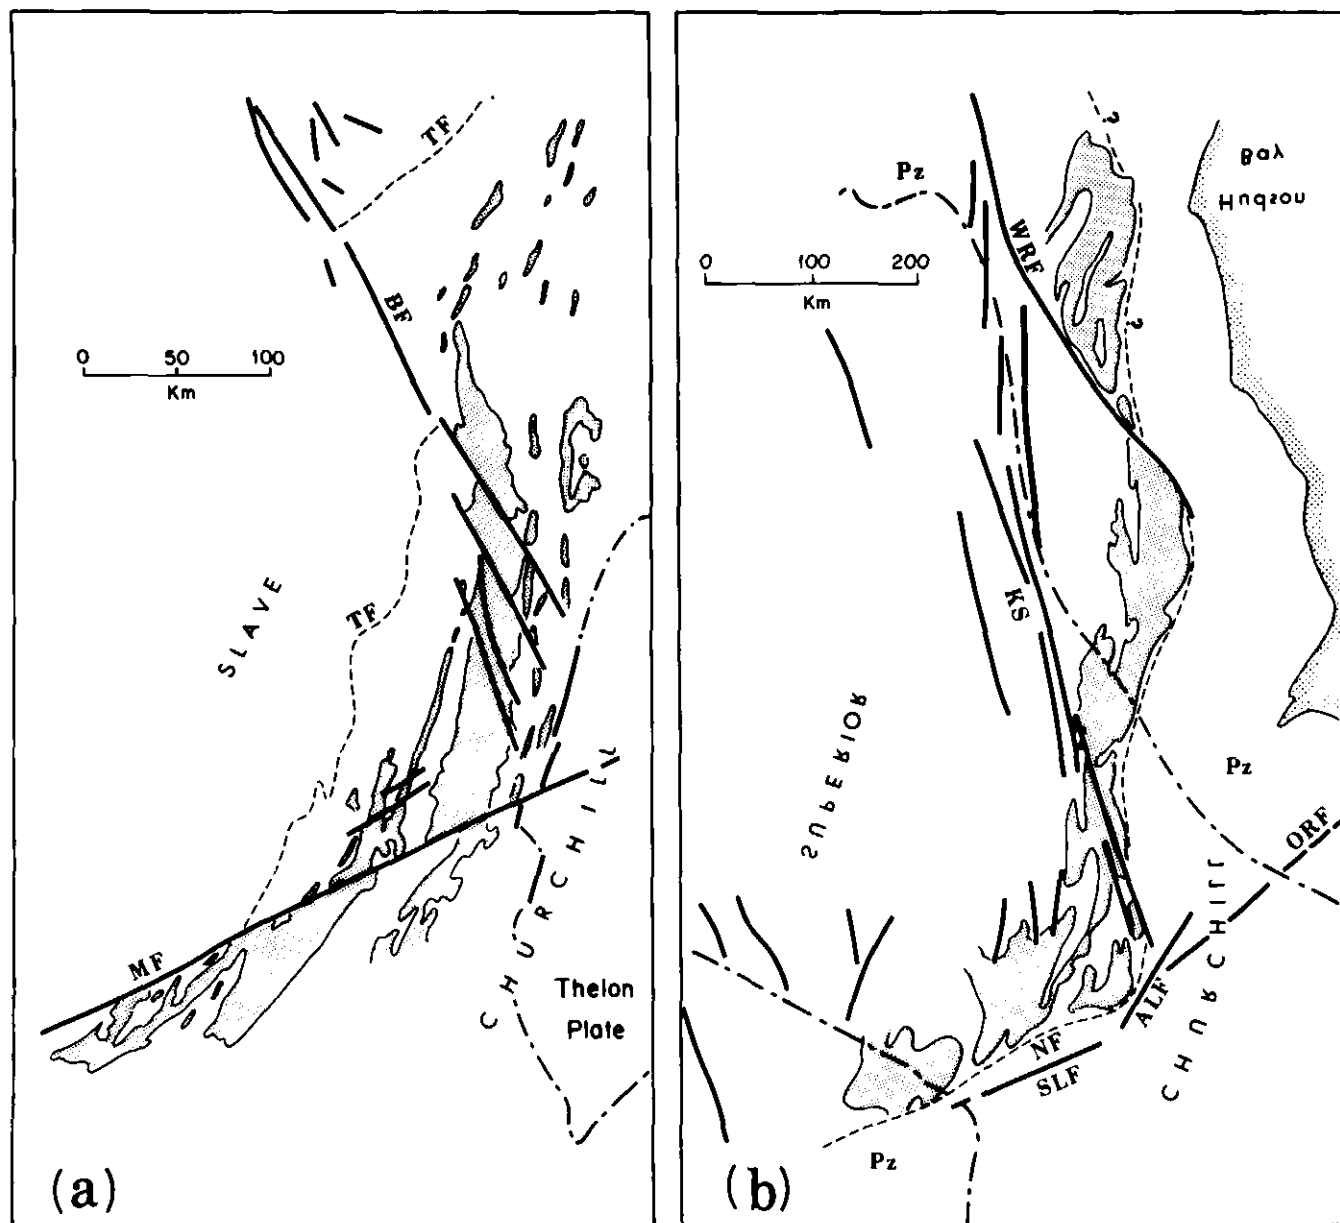 TF
BF
0 50 100
Km
SLAVE
TF
CHURCHILL
MF
Thelon
Plate
(a)
Pz
Hudson
Bay
WRF
0 100 200
Km
?
?
KS
SUPERIOR
Pz
ORF
CHURCHILL
ALF
NF
SLF
Pz
(b)